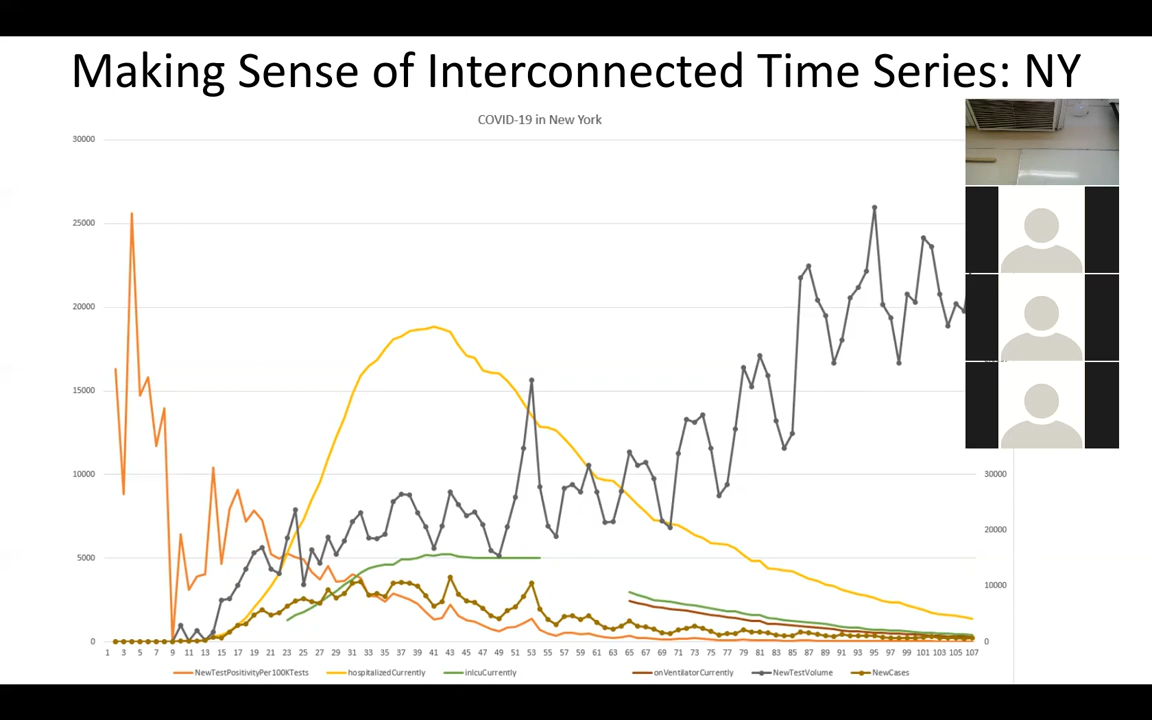 Making Sense of Interconnected Time Series: NY
COVID-19 in New York
30000
25000
20000
15000
10000
5000
0
30000
20000
10000
0
1 3 5 7 9 11 13 15 17 19 21 23 25 27 29 31 33 35 37 39 41 43 45 47 49 51 53 55 57 59 61 63 65 67 69 71 73 75 77 79 81 83 85 87 89 91 93 95 97 99 101 103 105 107
NewTestPositivityPer100KTests hospitalizedCurrently inIcuCurrently onVentilatorCurrently NewTestVolume NewCases